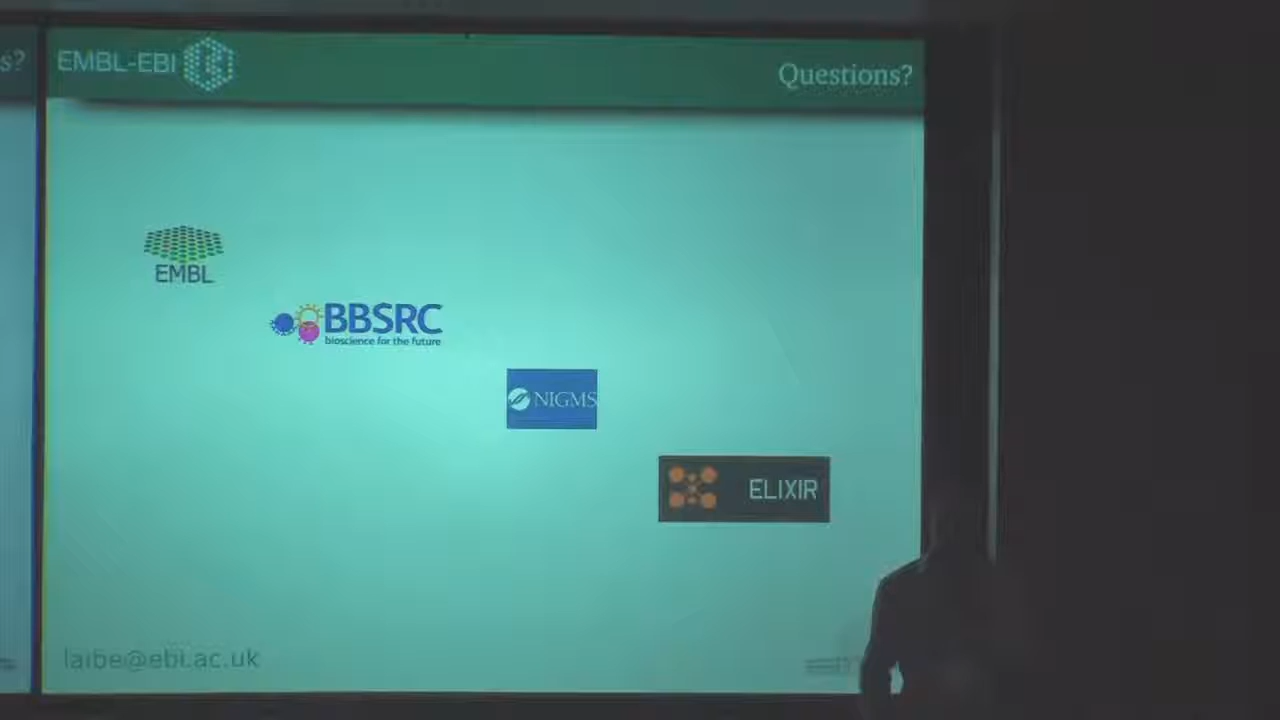 s?
EMBL-EBI
Questions?
EMBL
BBSRC
bioscience for the future
NIGMS
ELIXIR
laibe@ebi.ac.uk